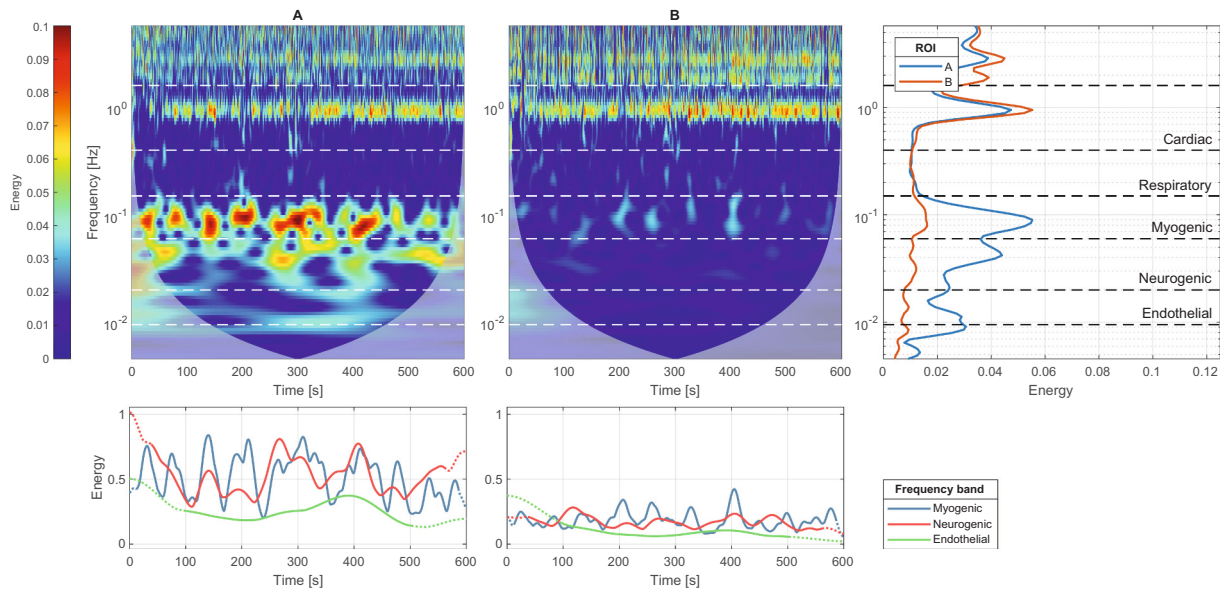 A
B
0.1
0.09
0.08
0.07
0.06
0.05
0.04
0.03
0.02
0.01
0
Energy
Frequency [Hz]
10^0
10^-1
10^-2
0 100 200 300 400 500 600
Time [s]
0 100 200 300 400 500 600
Time [s]
ROI
A
B
Cardiac
Respiratory
Myogenic
Neurogenic
Endothelial
10^0
10^-1
10^-2
0 0.02 0.04 0.06 0.08 0.1 0.12
Energy
Energy
1
0.5
0
0 100 200 300 400 500 600
Time [s]
1
0.5
0
0 100 200 300 400 500 600
Time [s]
Frequency band
Myogenic
Neurogenic
Endothelial